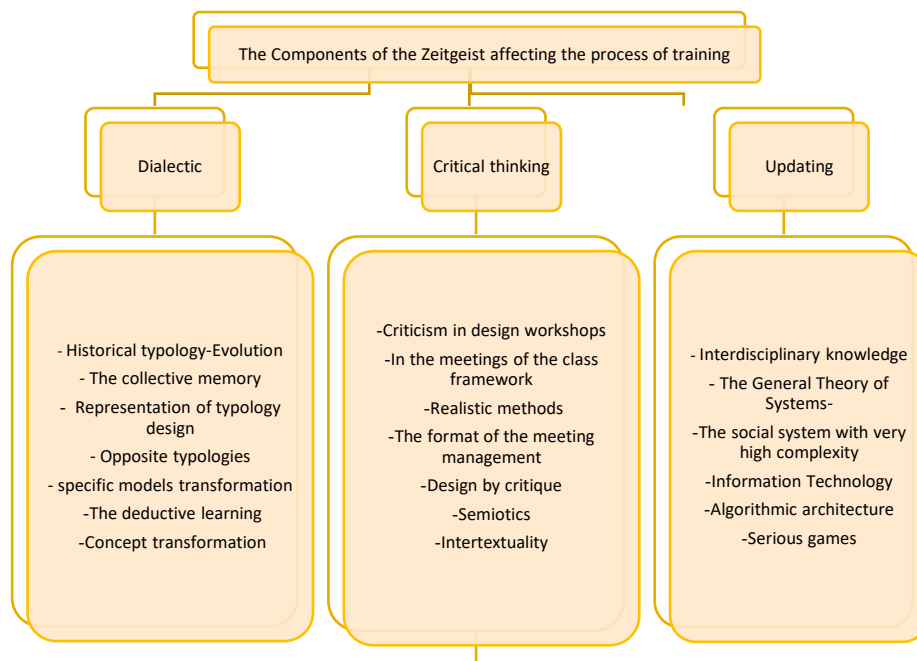 The Components of the Zeitgeist affecting the process of training
Dialectic
Critical thinking
Updating
- Historical typology-Evolution
- The collective memory
- Representation of typology
design
- Opposite typologies
- specific models transformation
-The deductive learning
-Concept transformation
-Criticism in design workshops
-In the meetings of the class
framework
-Realistic methods
-The format of the meeting
management
-Design by critique
-Semiotics
-Intertextuality
- Interdisciplinary knowledge
- The General Theory of
Systems-
-The social system with very
high complexity
-Information Technology
-Algorithmic architecture
-Serious games